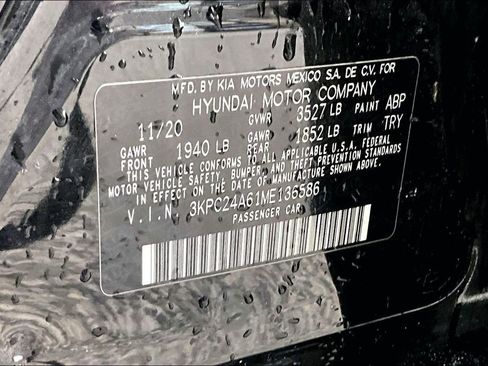 MFD. BY KIA MOTORS MEXICO S.A. DE C.V. FOR
HYUNDAI MOTOR COMPANY
11/20 GVWR 3527 LB PAINT ABP
GAWR FRONT 1940 LB GAWR REAR 1852 LB TRIM TRY
THIS VEHICLE CONFORMS TO ALL APPLICABLE U.S.A. FEDERAL
MOTOR VEHICLE SAFETY, BUMPER, AND THEFT PREVENTION STANDARDS
IN EFFECT ON THE DATE OF MANUFACTURE SHOWN ABOVE.
V.I.N. 3KPC24A61ME136586
PASSENGER CAR